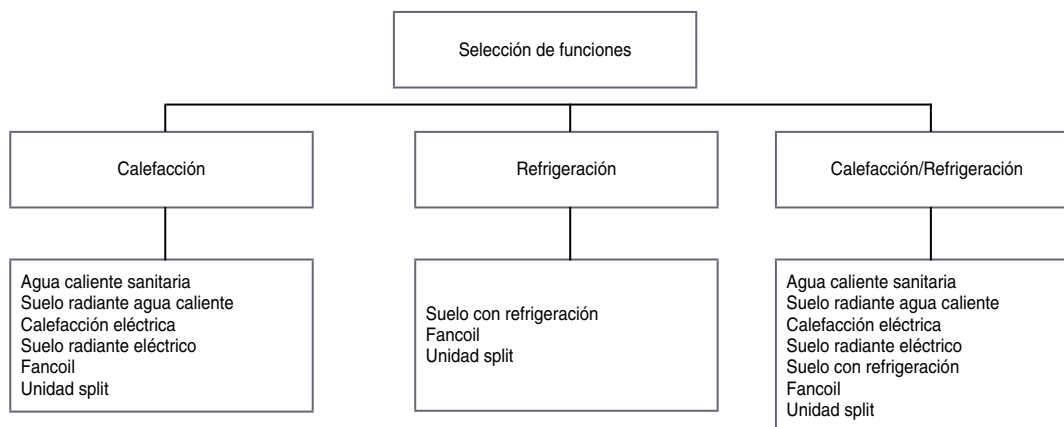 Selección de funciones
Calefacción
Refrigeración
Calefacción/Refrigeración
Agua caliente sanitaria
Suelo radiante agua caliente
Calefacción eléctrica
Suelo radiante eléctrico
Fancoil
Unidad split
Suelo con refrigeración
Fancoil
Unidad split
Agua caliente sanitaria
Suelo radiante agua caliente
Calefacción eléctrica
Suelo radiante eléctrico
Suelo con refrigeración
Fancoil
Unidad split